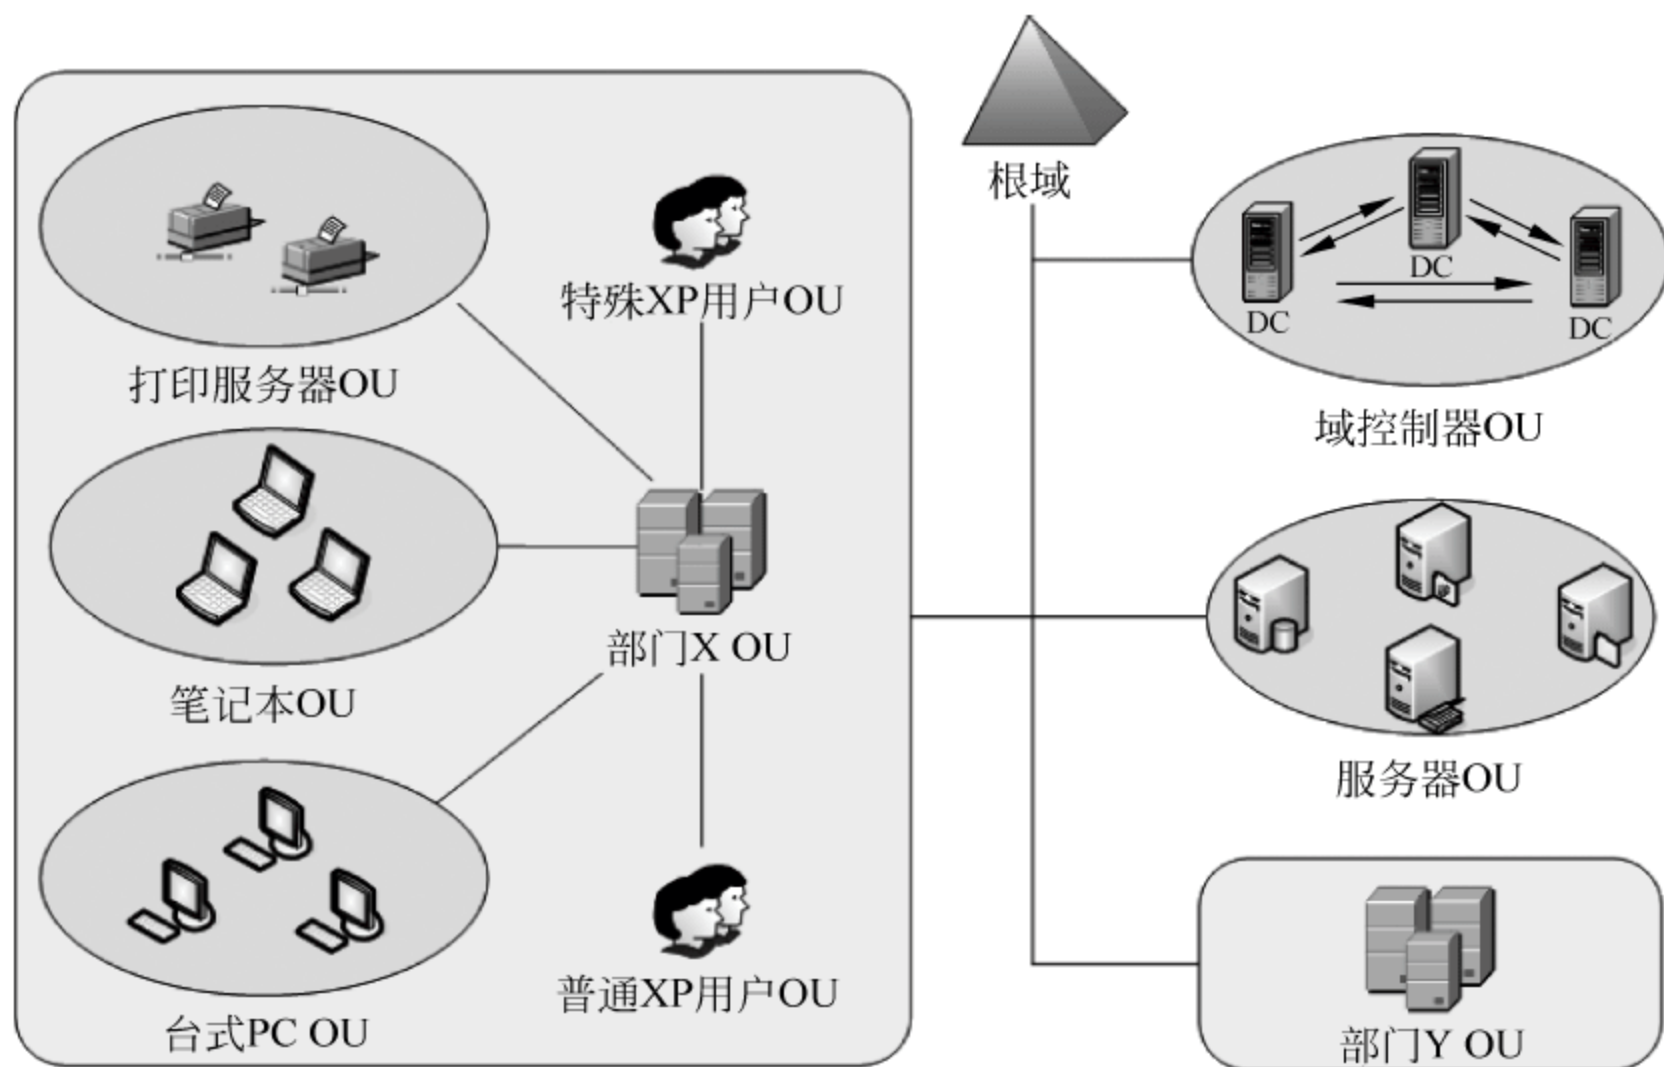 根域
特殊XP用户OU
打印服务器OU
DC
DC
DC
域控制器OU
部门X OU
笔记本OU
服务器OU
普通XP用户OU
台式PC OU
部门Y OU